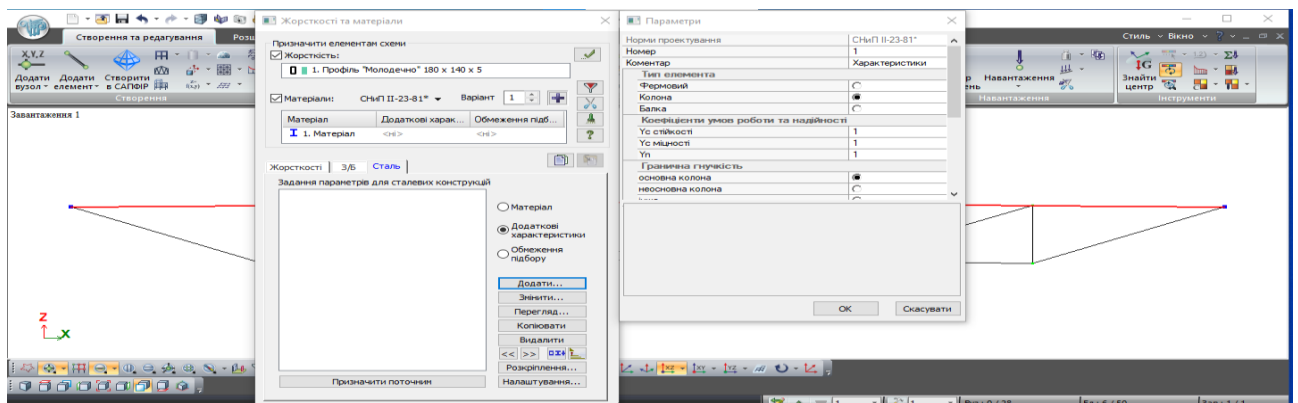 Створення та редагування
Розш
X,Y,Z
Додати вузол
Додати елемент
Створити в САПФІР
Створення
Завантаження 1
Z
X
Жорсткості та матеріали
Призначити елементам схеми
Жорсткість:
1. Профіль "Молодечно" 180 x 140 x 5
Матеріали:
СНиП II-23-81*
Варіант
1
Матеріал
Додаткові харак...
Обмеження підб...
1. Матеріал
<Ні>
<Ні>
Жорсткості
З/Б
Сталь
Задання параметрів для сталевих конструкцій
Матеріал
Додаткові характеристики
Обмеження підбору
Додати...
Змінити...
Перегляд...
Копіювати
Видалити
<<
>>
Розкріплення...
Призначити поточним
Налаштування...
Параметри
Норми проектування
СНиП II-23-81*
Номер
1
Коментар
Характеристики
Тип елемента
Фермовий
Колона
Балка
Коефіцієнти умов роботи та надійності
Yc стійкості
1
Yc міцності
1
Yn
1
Гранична гнучкість
основна колона
неосновна колона
OK
Скасувати
Стиль
Вікно
?
Навантаження
Навантаження
1G
Знайти центр
Інструменти